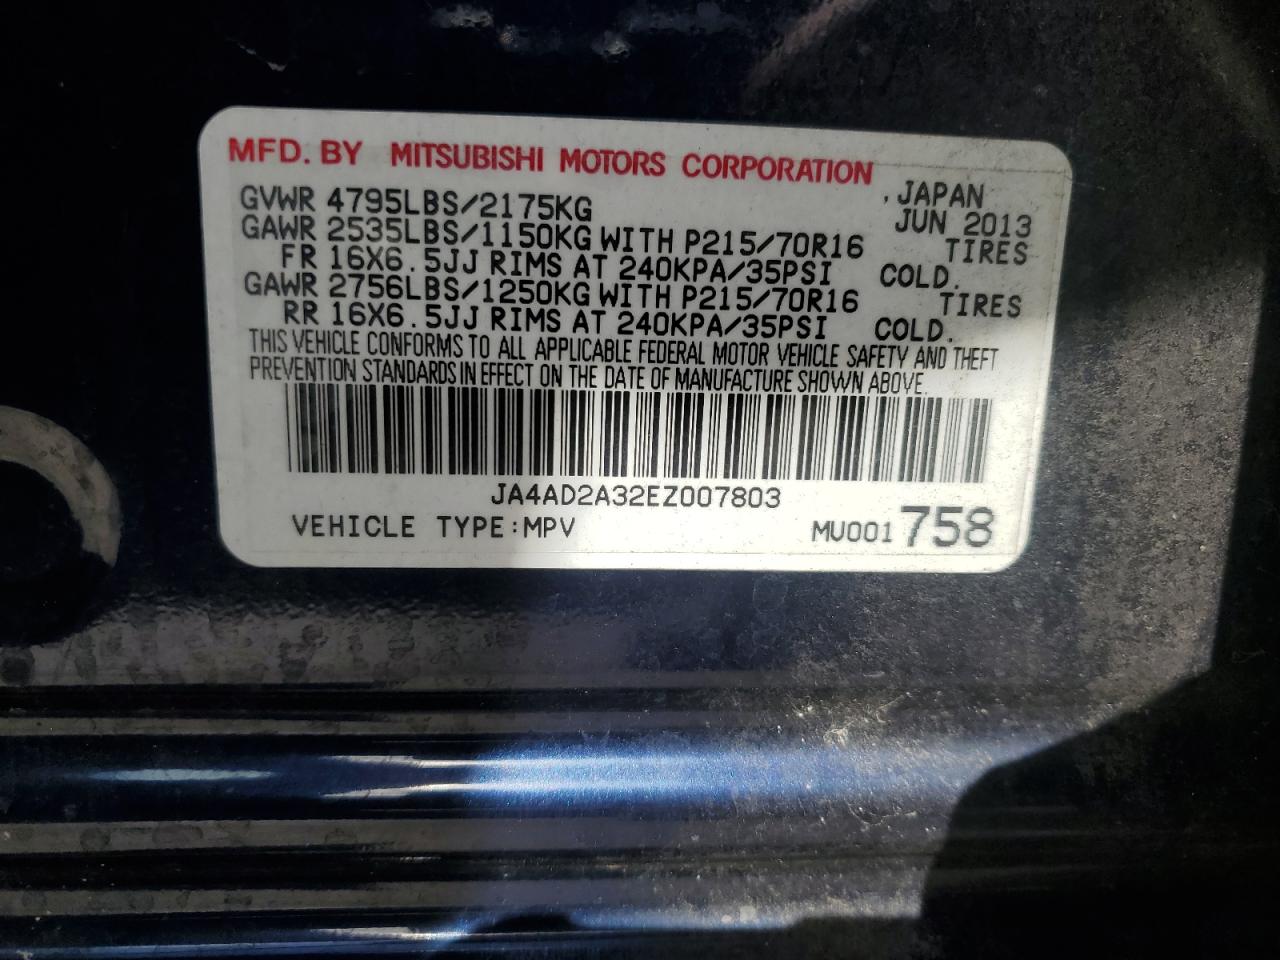 MFD. BY MITSUBISHI MOTORS CORPORATION
GVWR 4795LBS/2175KG , JAPAN
JUN 2013
GAWR 2535LBS/1150KG WITH P215/70R16 TIRES
FR 16X6.5JJ RIMS AT 240KPA/35PSI COLD.
GAWR 2756LBS/1250KG WITH P215/70R16 TIRES
RR 16X6.5JJ RIMS AT 240KPA/35PSI COLD.
THIS VEHICLE CONFORMS TO ALL APPLICABLE FEDERAL MOTOR VEHICLE SAFETY AND THEFT
PREVENTION STANDARDS IN EFFECT ON THE DATE OF MANUFACTURE SHOWN ABOVE.
JA4AD2A32EZ007803
VEHICLE TYPE:MPV MU001758